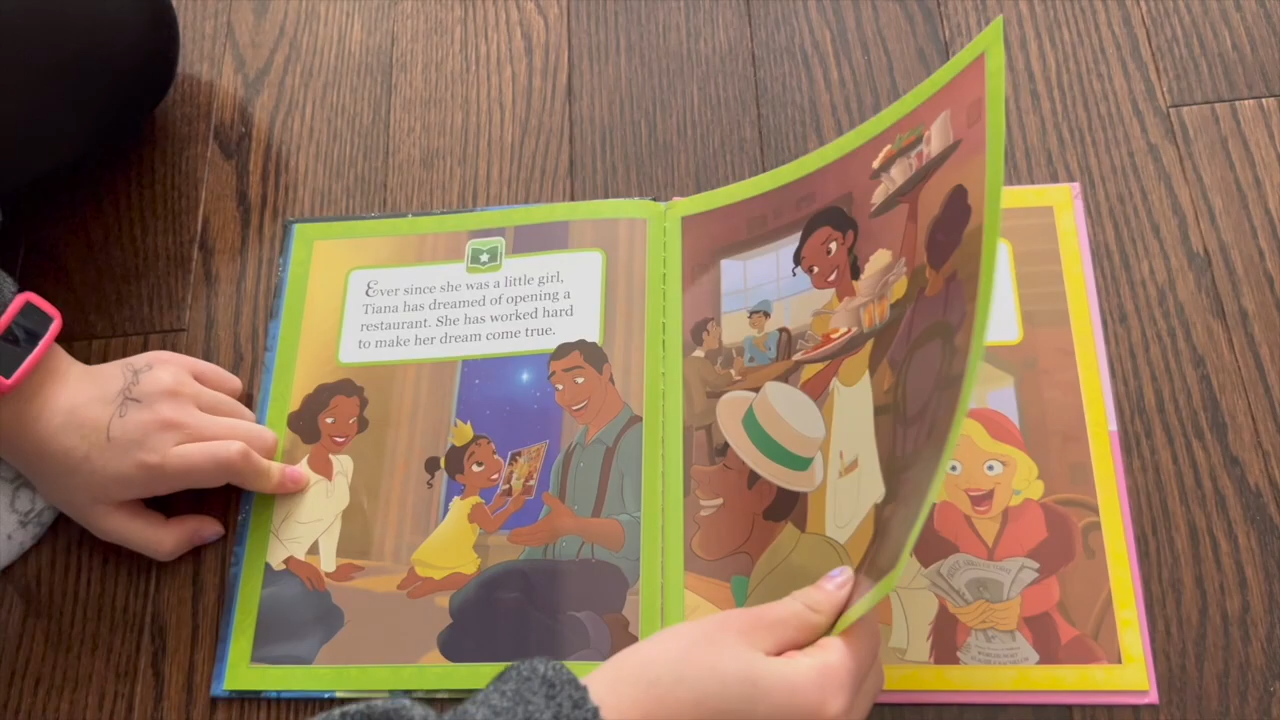 Ever since she was a little girl,
Tiana has dreamed of opening a
restaurant. She has worked hard
to make her dream come true.